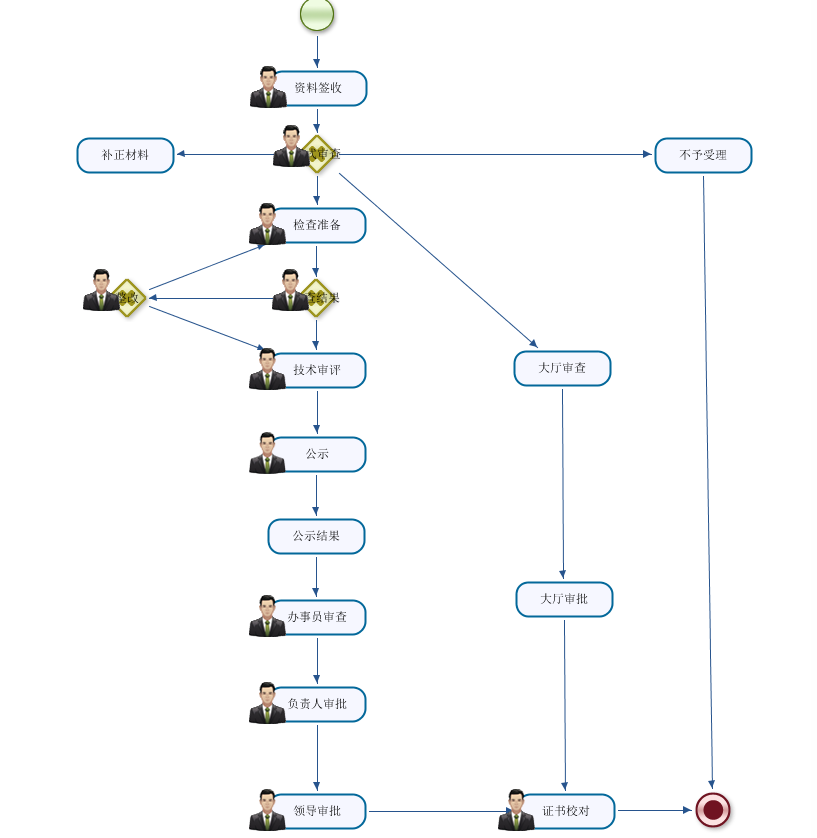 资料签收
补正材料
审查
不予受理
检查准备
整改
结果
技术审评
大厅审查
公示
公示结果
大厅审批
办事员审查
负责人审批
领导审批
证书校对